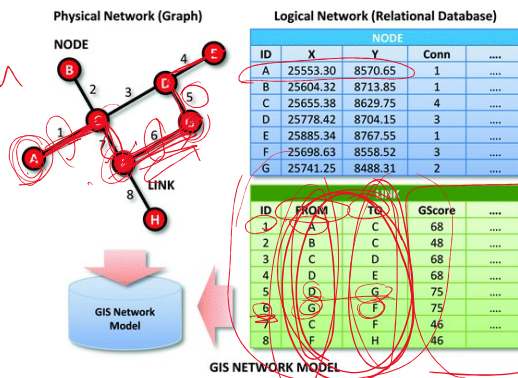 Physical Network (Graph)
Logical Network (Relational Database)
NODE
E
4
B
D
2
3
5
C
G
1
6
7
A
F
LINK
8
H
GIS Network
Model
NODE
ID X Y Conn ....
A 25553.30 8570.65 1 ....
B 25604.32 8713.85 1 ....
C 25655.38 8629.75 4 ....
D 25778.42 8704.15 3 ....
E 25885.34 8767.55 1 ....
F 25698.63 8558.52 3 ....
G 25741.25 8488.31 2 ....
LINK
ID FROM TO GScore ....
1 A C 68 ....
2 B C 48 ....
3 C D 68 ....
4 D E 68 ....
5 D G 75 ....
6 G F 75 ....
7 C F 46 ....
8 F H 46
GIS NETWORK MODEL